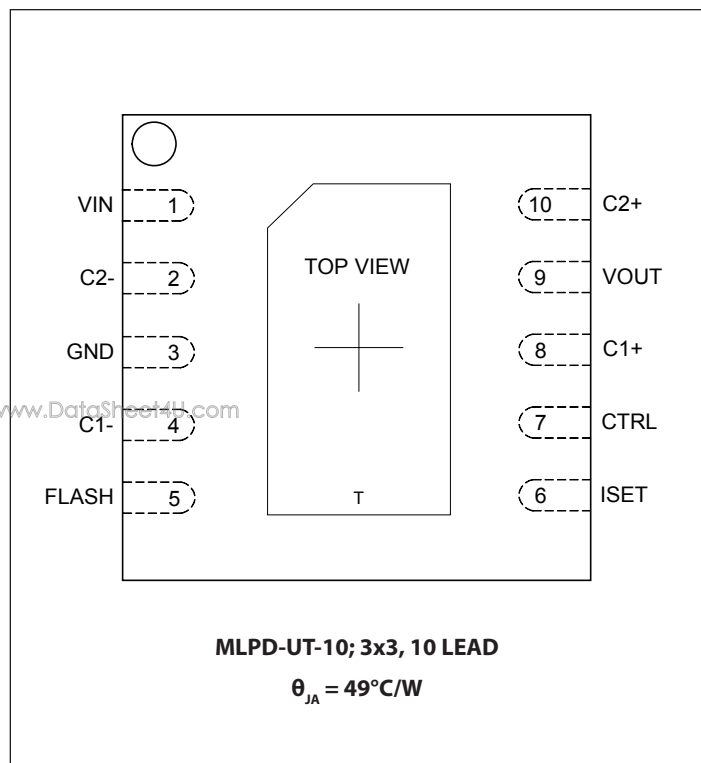 VIN 1 10 C2+
C2- 2 TOP VIEW 9 VOUT
GND 3 8 C1+
www.DataSheet4U.com
C1- 4 7 CTRL
FLASH 5 T 6 ISET
MLPD-UT-10; 3x3, 10 LEAD
θJA = 49°C/W